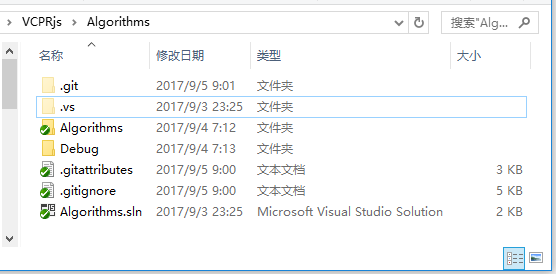 VCPRjs > Algorithms 搜索"Alg...
名称 修改日期 类型 大小
.git 2017/9/5 9:01 文件夹
.vs 2017/9/3 23:25 文件夹
Algorithms 2017/9/4 7:12 文件夹
Debug 2017/9/4 7:13 文件夹
.gitattributes 2017/9/5 9:00 文本文档 3 KB
.gitignore 2017/9/5 9:00 文本文档 5 KB
Algorithms.sln 2017/9/3 23:25 Microsoft Visual Studio Solution 2 KB